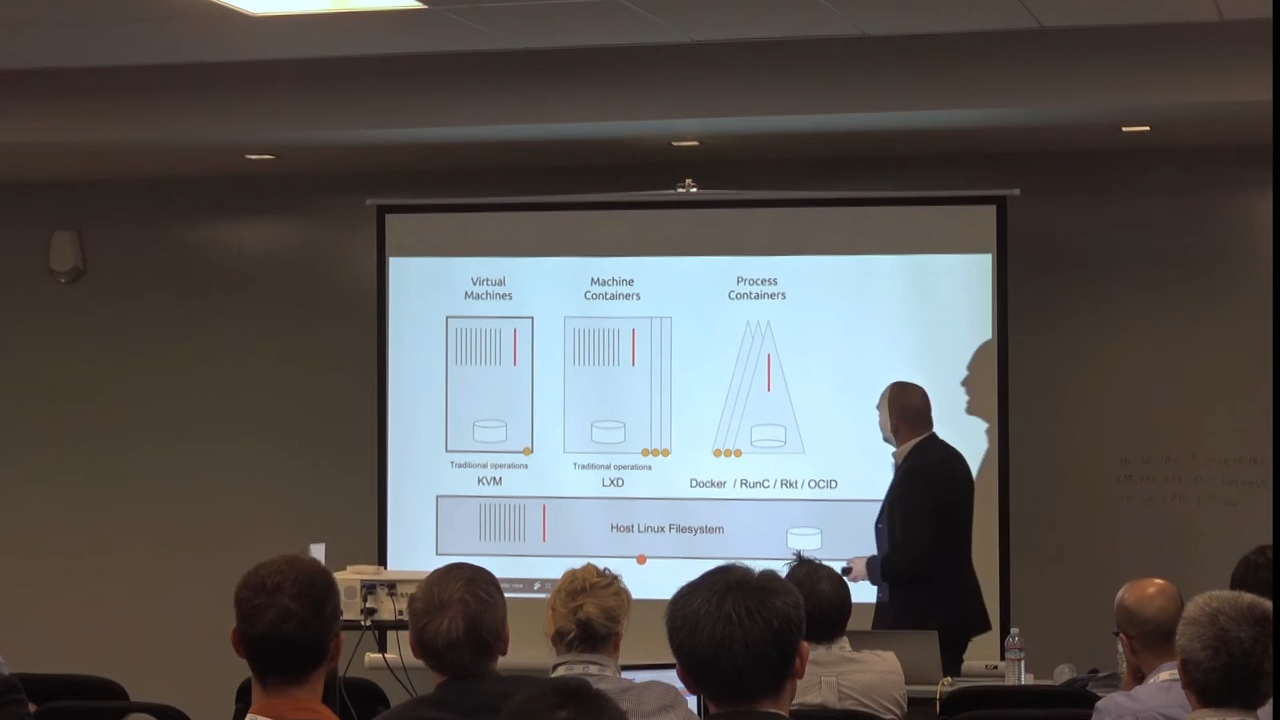 Virtual
Machines
Machine
Containers
Process
Containers
Traditional operations
KVM
Traditional operations
LXD
Docker / RunC / Rkt / OCID
Host Linux Filesystem